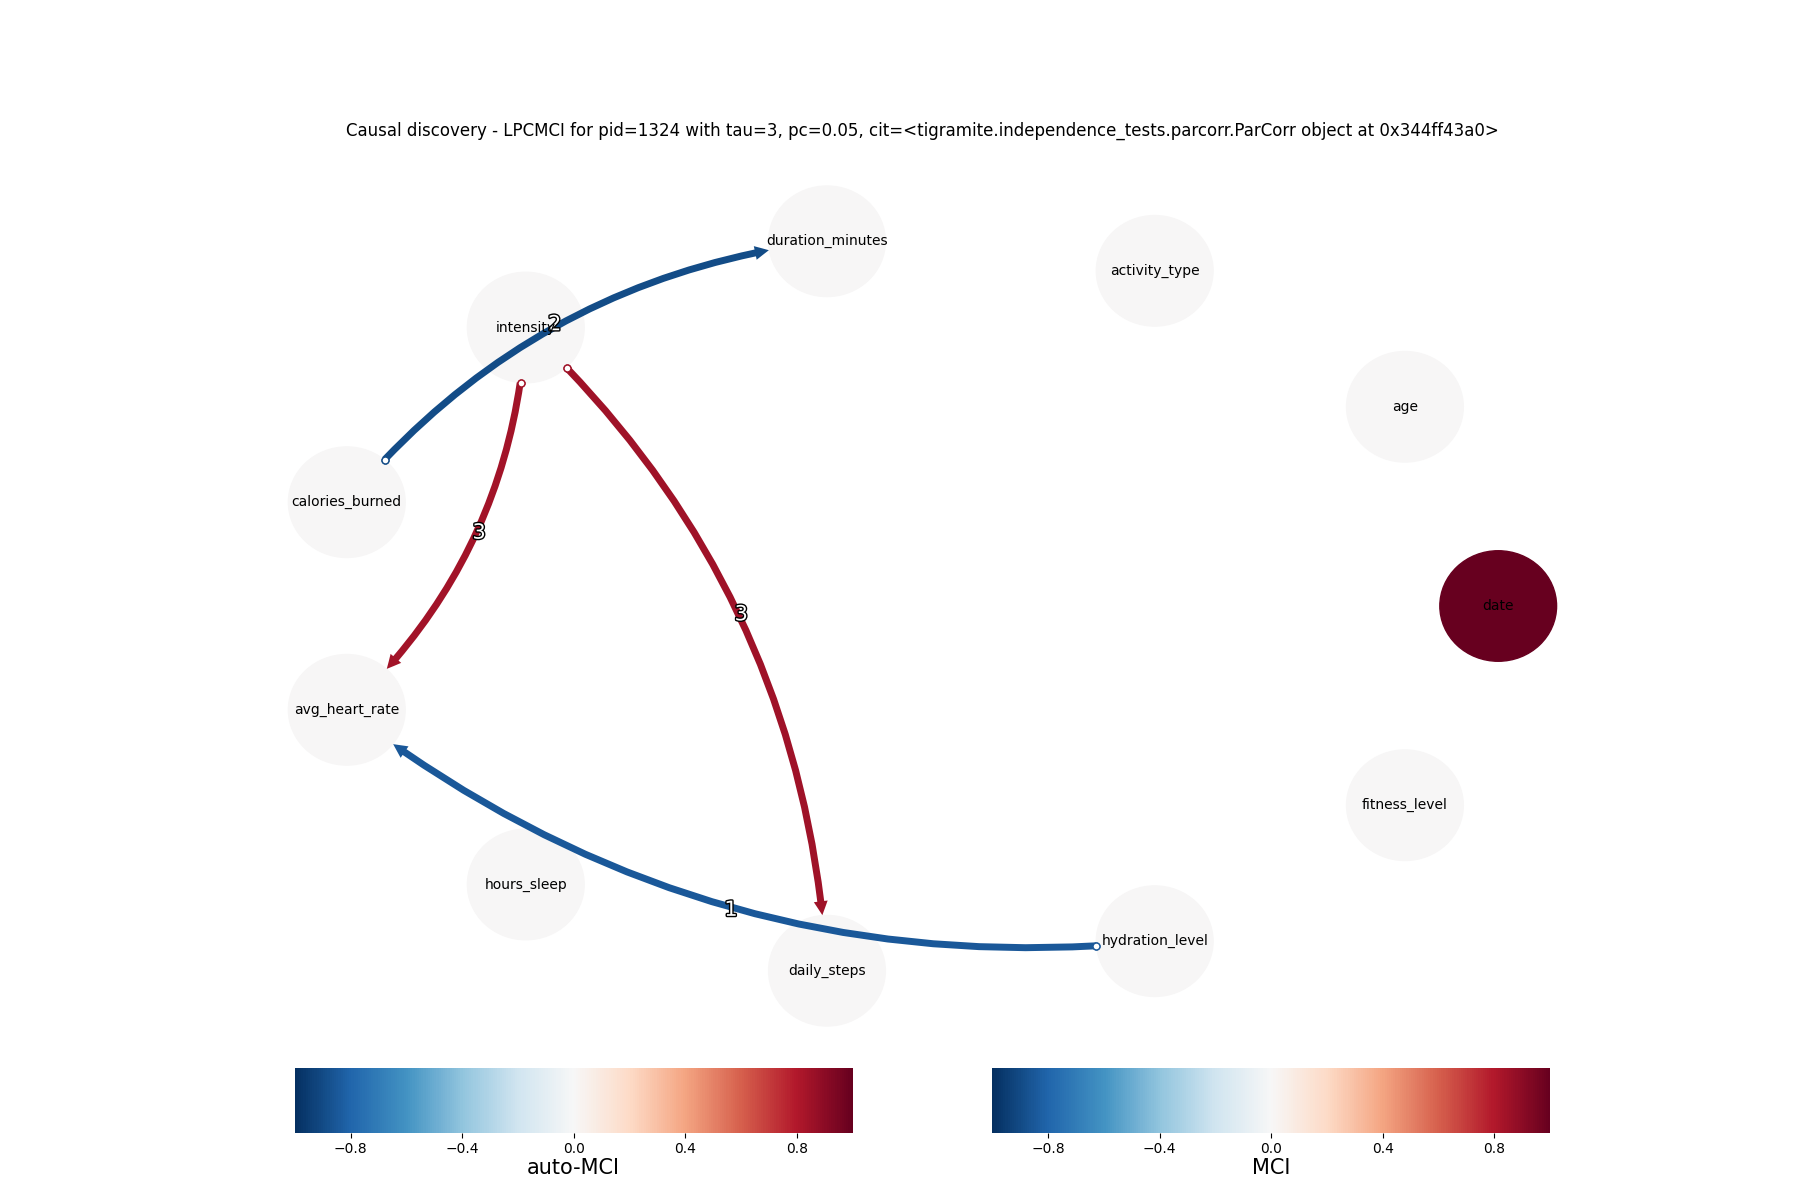 Causal discovery - LPCMCI for pid=1324 with tau=3, pc=0.05, cit=<tigramite.independence_tests.parcorr.ParCorr object at 0x344ff43a0>
duration_minutes
activity_type
intensity
2
age
calories_burned
3
date
3
avg_heart_rate
fitness_level
hours_sleep
1
hydration_level
daily_steps
−0.8 −0.4 0.0 0.4 0.8
auto-MCI
−0.8 −0.4 0.0 0.4 0.8
MCI